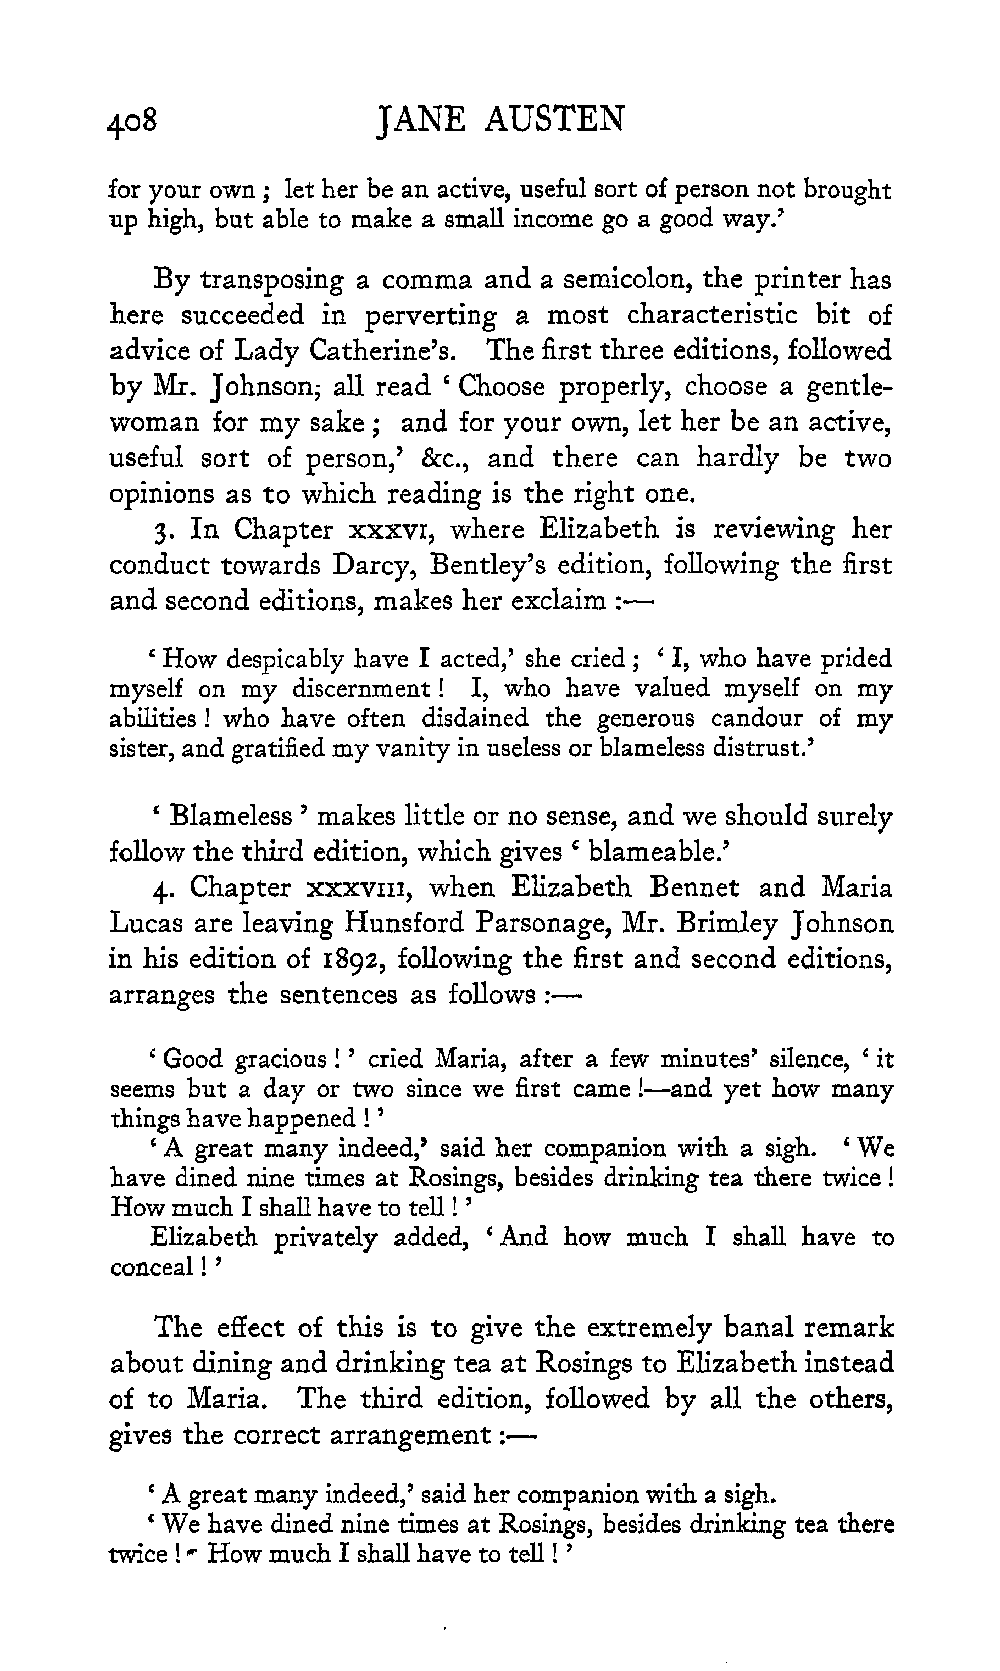 408 JANE AUSTEN
for your own ; let her be an active, useful sort of person not brought
up high, but able to make a small income go a good way.’
By transposing a comma and a semicolon, the printer has
here succeeded in perverting a most characteristic bit of
advice of Lady Catherine’s. The first three editions, followed
by Mr. Johnson; all read ‘ Choose properly, choose a gentle-
woman for my sake ; and for your own, let her be an active,
useful sort of person,’ &c., and there can hardly be two
opinions as to which reading is the right one.
3. In Chapter XXXVI, where Elizabeth is reviewing her
conduct towards Darcy, Bentley’s edition, following the first
and second editions, makes her exclaim :—
‘ How despicably have I acted,’ she cried ; ‘ I, who have prided
myself on my discernment ! I, who have valued myself on my
abilities ! who have often disdained the generous candour of my
sister, and gratified my vanity in useless or blameless distrust.’
‘ Blameless ’ makes little or no sense, and we should surely
follow the third edition, which gives ‘ blameable.’
4. Chapter XXXVIII, when Elizabeth Bennet and Maria
Lucas are leaving Hunsford Parsonage, Mr. Brimley Johnson
in his edition of 1892, following the first and second editions,
arranges the sentences as follows :—
‘ Good gracious ! ’ cried Maria, after a few minutes’ silence, ‘ it
seems but a day or two since we first came !—and yet how many
things have happened ! ’
‘ A great many indeed,’ said her companion with a sigh. ‘ We
have dined nine times at Rosings, besides drinking tea there twice !
How much I shall have to tell ! ’
Elizabeth privately added, ‘ And how much I shall have to
conceal ! ’
The effect of this is to give the extremely banal remark
about dining and drinking tea at Rosings to Elizabeth instead
of to Maria. The third edition, followed by all the others,
gives the correct arrangement :—
‘ A great many indeed,’ said her companion with a sigh.
‘ We have dined nine times at Rosings, besides drinking tea there
twice ! How much I shall have to tell ! ’